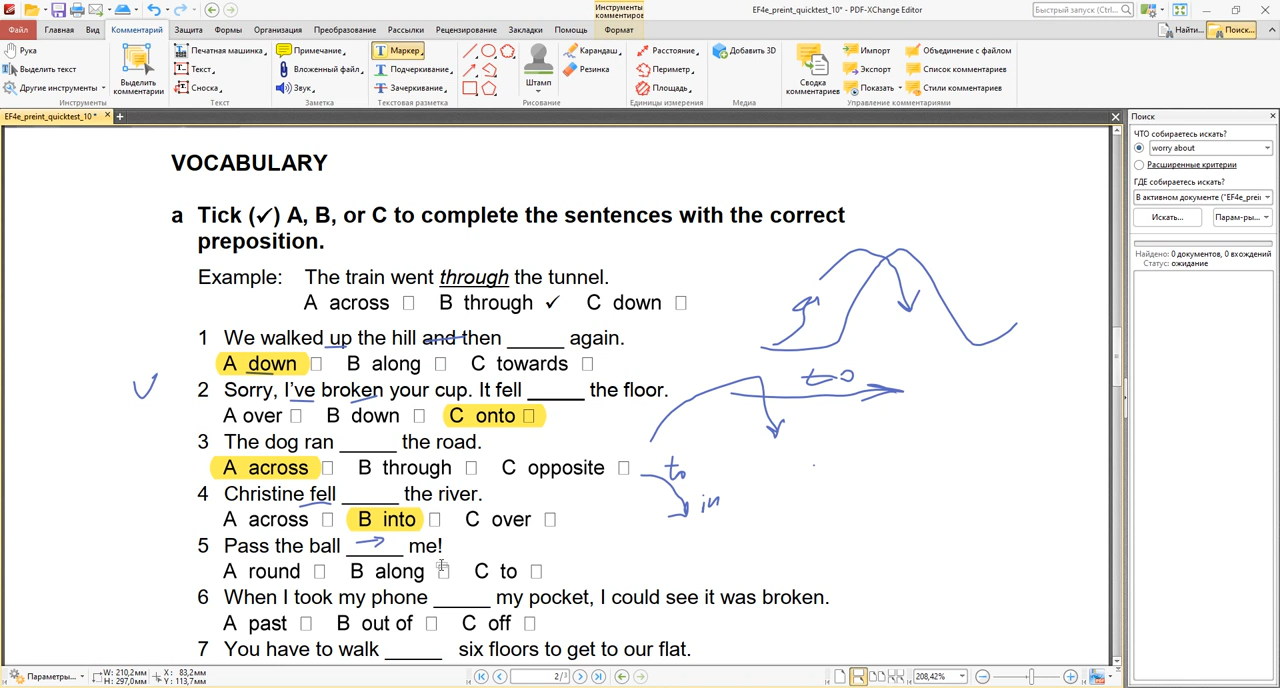 EF4e_preint_quicktest_10* - PDF-XChange Editor
Инструменты комментариев
Быстрый запуск (Ctrl+.)
Файл Главная Вид Комментарий Защита Формы Организация Преобразование Рассылки Рецензирование Закладки Помощь Формат Найти... Поиск...
Рука
Выделить текст
Другие инструменты
Инструменты
Выделить комментарии
Печатная машинка
Текст
Сноска
Текст
Примечание
Вложенный файл
Звук
Заметка
Маркер
Подчеркивание
Зачеркивание
Текстовая разметка
Штамп
Карандаш
Резинка
Рисование
Расстояние
Периметр
Площадь
Единицы измерения
Добавить 3D
Медиа
Сводка комментариев
Импорт
Экспорт
Показать
Объединение с файлом
Список комментариев
Стили комментариев
Управление комментариями
EF4e_preint_quicktest_10 *
VOCABULARY
a Tick (✓) A, B, or C to complete the sentences with the correct
preposition.
Example: The train went through the tunnel.
A across □ B through ✓ C down □
1 We walked up the hill and then _____ again.
A down □ B along □ C towards □
2 Sorry, I've broken your cup. It fell _____ the floor.
A over □ B down □ C onto □
3 The dog ran _____ the road.
A across □ B through □ C opposite □
4 Christine fell _____ the river.
A across □ B into □ C over □
5 Pass the ball _____ me!
A round □ B along □ C to □
6 When I took my phone _____ my pocket, I could see it was broken.
A past □ B out of □ C off □
7 You have to walk _____ six floors to get to our flat.
to
to
in
Поиск
ЧТО собираетесь искать?
worry about
Расширенные критерии
ГДЕ собираетесь искать?
В активном документе ("EF4e_prei
Искать... Парам-ры...
Найдено: 0 документов, 0 вхождений
Статус: ожидание
Параметры...
W: 210,2мм
H: 297,0мм
X: 83,2мм
Y: 113,7мм
208,42%